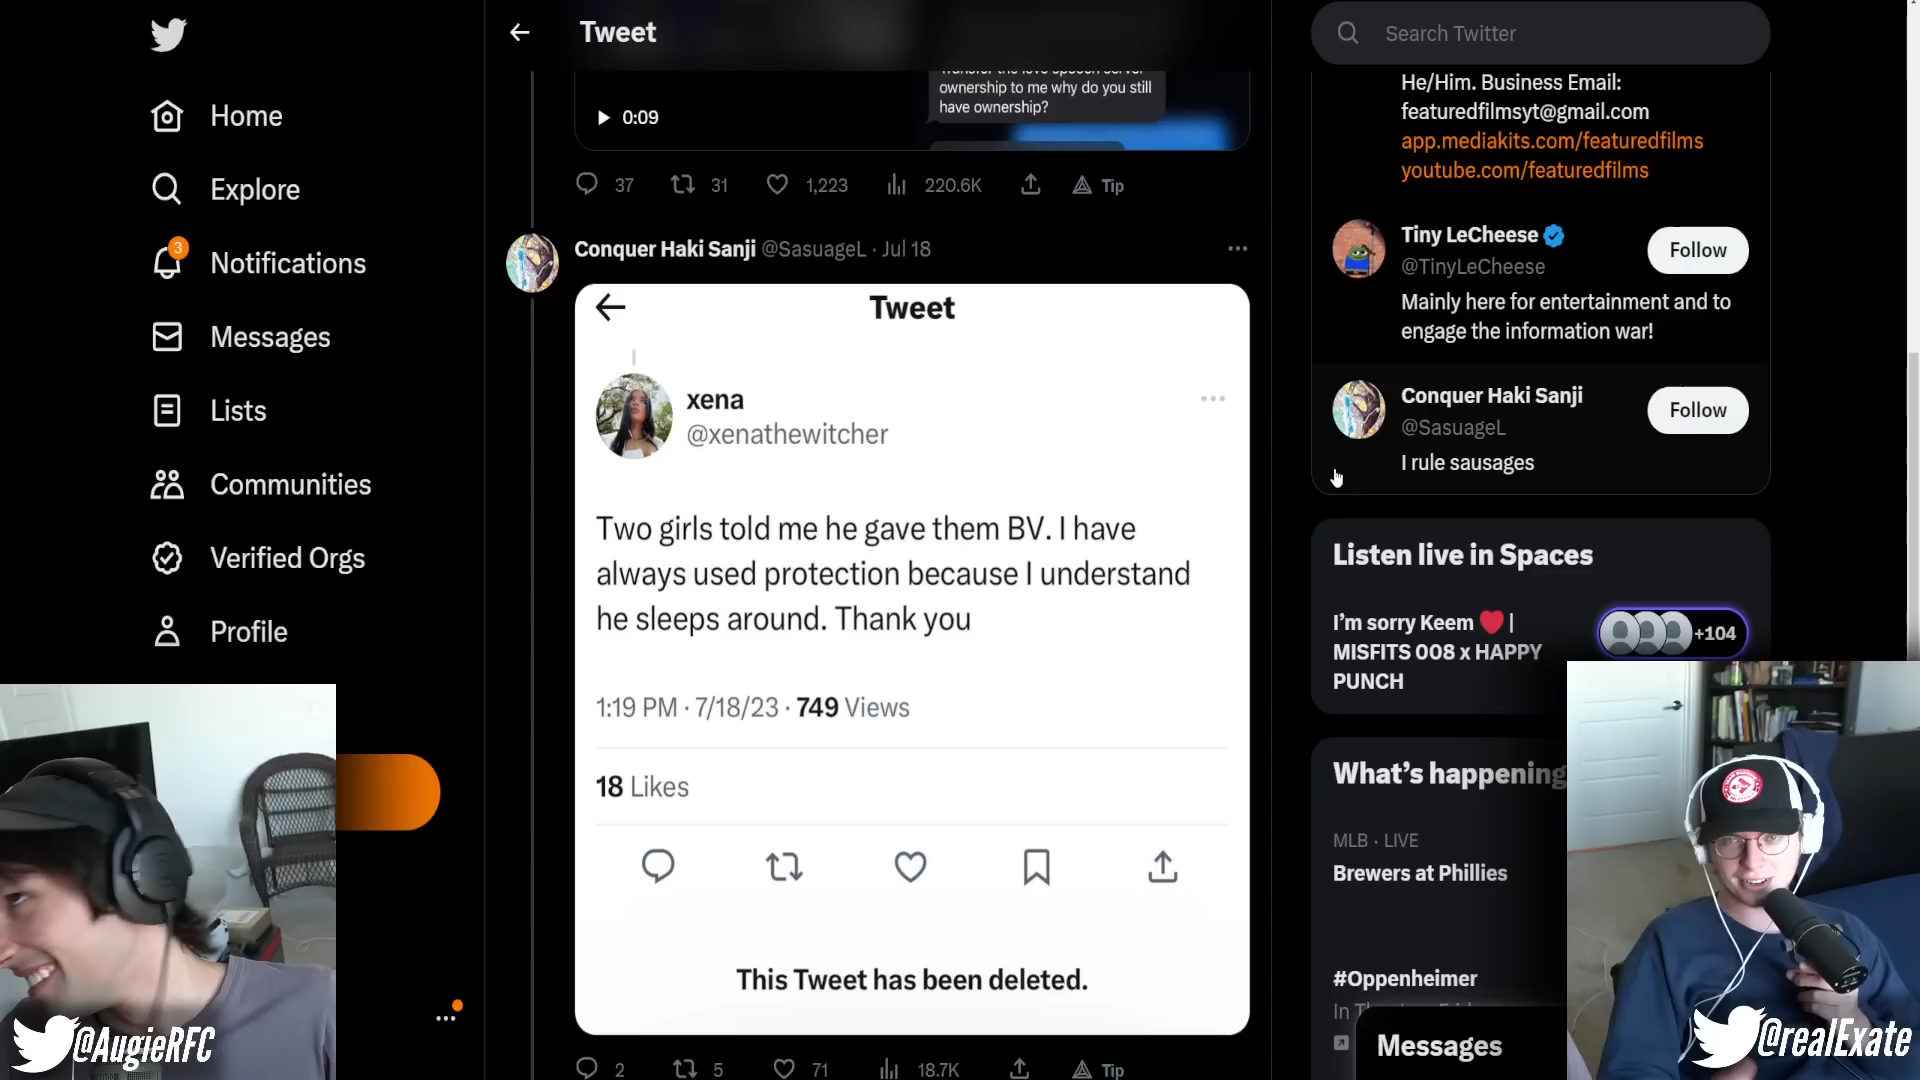 Home
Explore
3
Notifications
Messages
Lists
Communities
Verified Orgs
Profile
@AugieRFC
Tweet
ownership to me why do you still
have ownership?
0:09
37
31
1,223
220.6K
Tip
Conquer Haki Sanji @SasuageL · Jul 18
Tweet
xena
@xenathewitcher
Two girls told me he gave them BV. I have
always used protection because I understand
he sleeps around. Thank you
1:19 PM · 7/18/23 · 749 Views
18 Likes
This Tweet has been deleted.
2
5
71
18.7K
Tip
Search Twitter
He/Him. Business Email:
featuredfilmsyt@gmail.com
app.mediakits.com/featuredfilms
youtube.com/featuredfilms
Tiny LeCheese
@TinyLeCheese
Follow
Mainly here for entertainment and to
engage the information war!
Conquer Haki Sanji
@SasuageL
Follow
I rule sausages
Listen live in Spaces
I'm sorry Keem ❤️ |
MISFITS 008 x HAPPY
PUNCH
+104
What's happening
MLB · LIVE
Brewers at Phillies
#Oppenheimer
Messages
@realExate